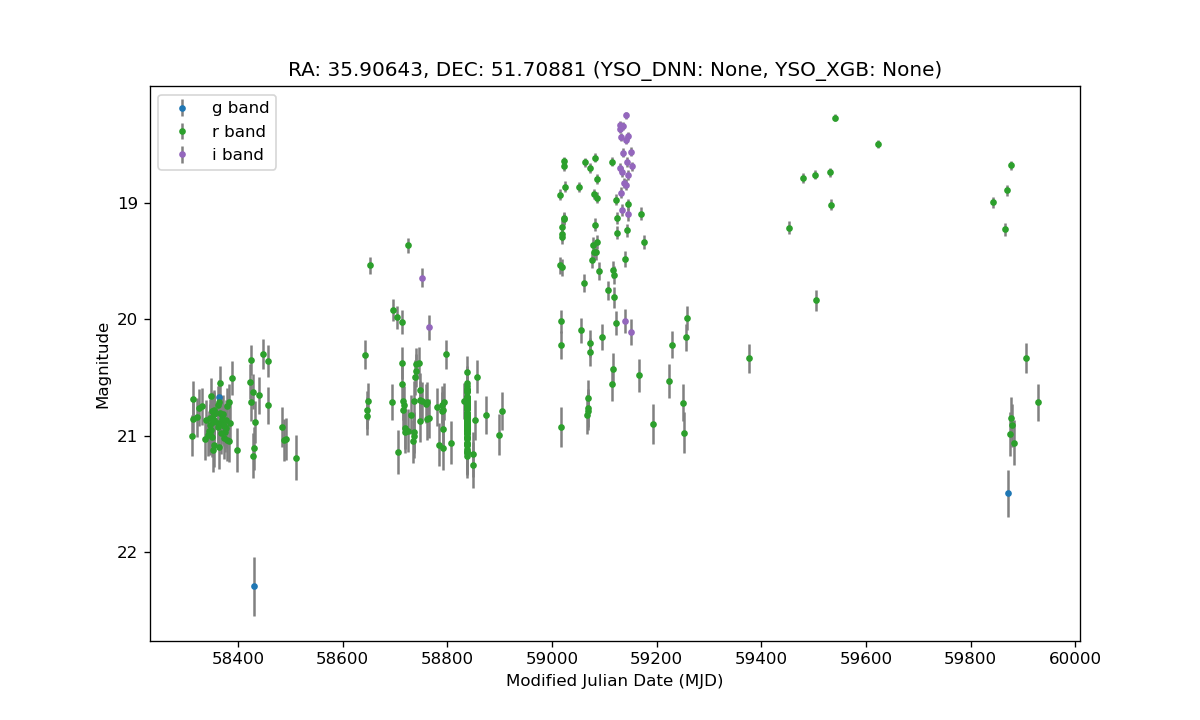 RA: 35.90643, DEC: 51.70881 (YSO_DNN: None, YSO_XGB: None)
g band
r band
i band
19
20
21
22
Magnitude
58400 58600 58800 59000 59200 59400 59600 59800 60000
Modified Julian Date (MJD)